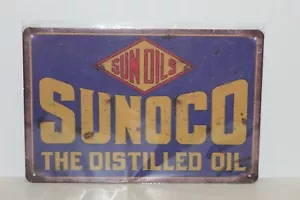 SUN OILS
SUNOCO
THE DISTILLED OIL